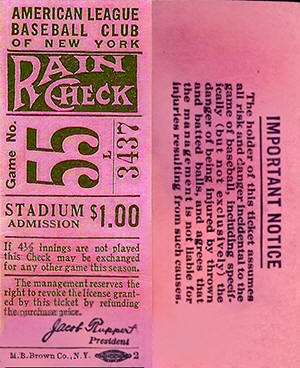 AMERICAN LEAGUE
BASEBALL CLUB
OF NEW YORK
RAIN
CHECK
Game No.
55
L
3437
STADIUM $1.00
ADMISSION
If 4½ innings are not played
this Check may be exchanged
for any other game this season.
The management reserves the
right to revoke the license grant-
ed by this ticket by refunding
the purchase price.
Jacob Ruppert
President
M.B. Brown Co., N.Y. 2
IMPORTANT NOTICE
The holder of this ticket assumes
all risk and danger incidental to the
game of baseball, including specif-
ically (but not exclusively) the
danger of being injured by thrown
and batted balls, and agrees that
the management is not liable for
injuries resulting from such causes.